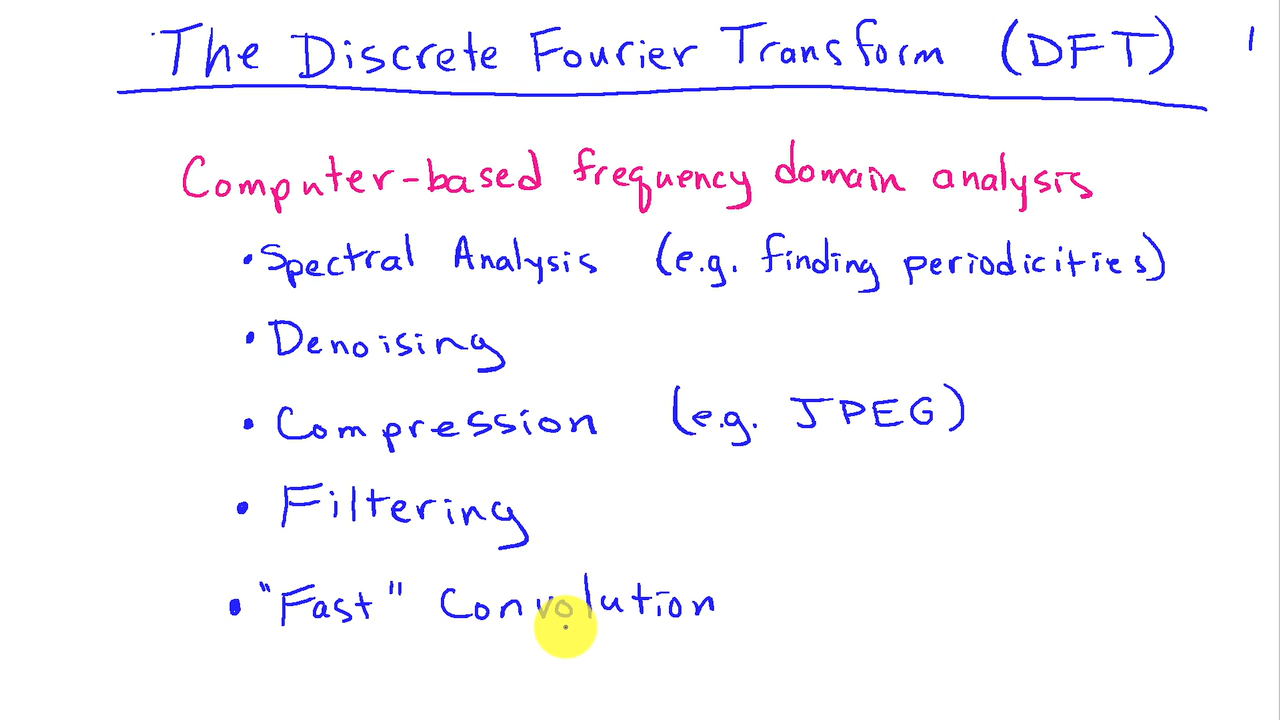 The Discrete Fourier Transform (DFT) 1
Computer-based frequency domain analysis
• Spectral Analysis (e.g. finding periodicities)
• Denoising
• Compression (e.g. JPEG)
• Filtering
• "Fast" Convolution